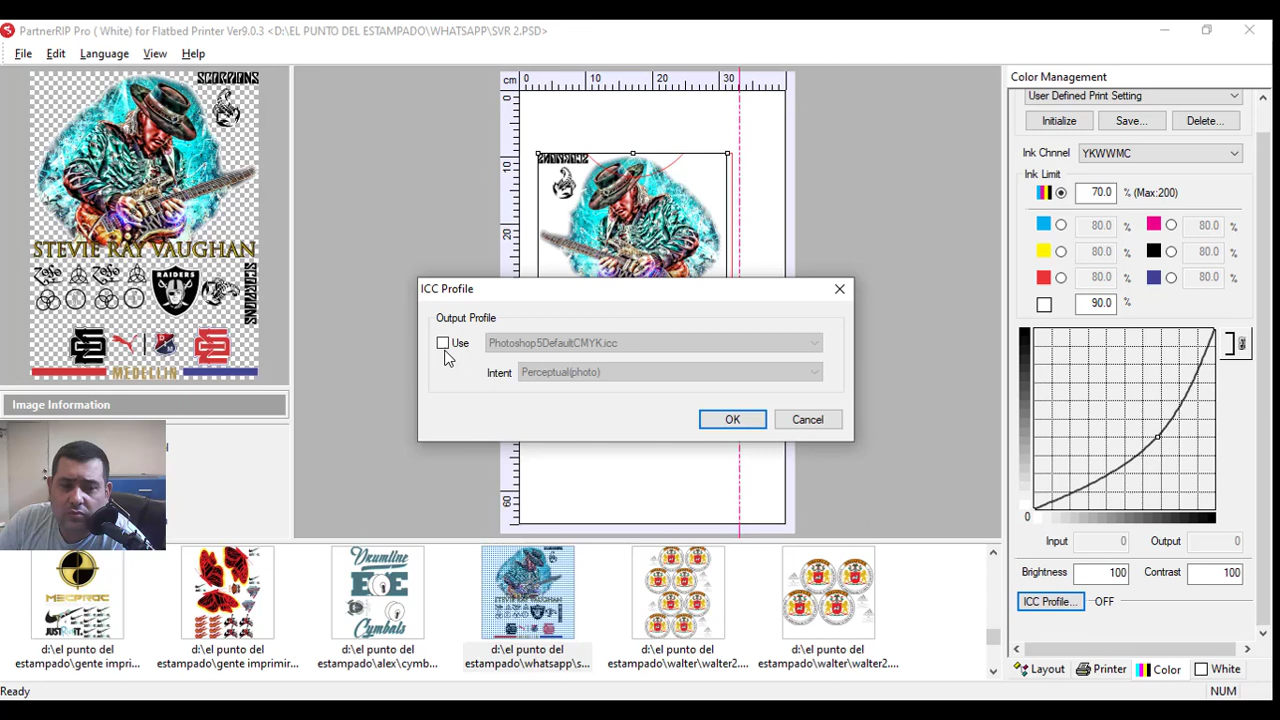 PartnerRIP Pro ( White) for Flatbed Printer Ver9.0.3 <D:\EL PUNTO DEL ESTAMPADO\WHATSAPP\SVR 2.PSD>
File Edit Language View Help
SCORPIONS
STEVIE RAY VAUGHAN
RAIDERS
SCORPIONS
MEDELLIN
Image Information
cm 0 10 20 30
0
10
20
60
SCORPIONS
ICC Profile
Output Profile
Use Photoshop5DefaultCMYK.icc
Intent Perceptual(photo)
OK Cancel
Color Management
User Defined Print Setting
Initialize Save... Delete...
Ink Chnnel YKWWMC
Ink Limit
70.0 % (Max:200)
80.0 % 80.0 %
80.0 % 80.0 %
80.0 % 80.0 %
90.0 %
0
Input 0 Output 0
Brightness 100 Contrast 100
ICC Profile... OFF
Layout Printer Color White
MECPROC
JUST
Drumline
Cymbals
STEVIE RAY VAUGHAN
d:\el punto del
estampado\gente impri...
d:\el punto del
estampado\gente imprimir...
d:\el punto del
estampado\alex\cymb...
d:\el punto del
estampado\whatsapp\s...
d:\el punto del
estampado\walter\walter2....
d:\el punto del
estampado\walter\walter2....
Ready NUM